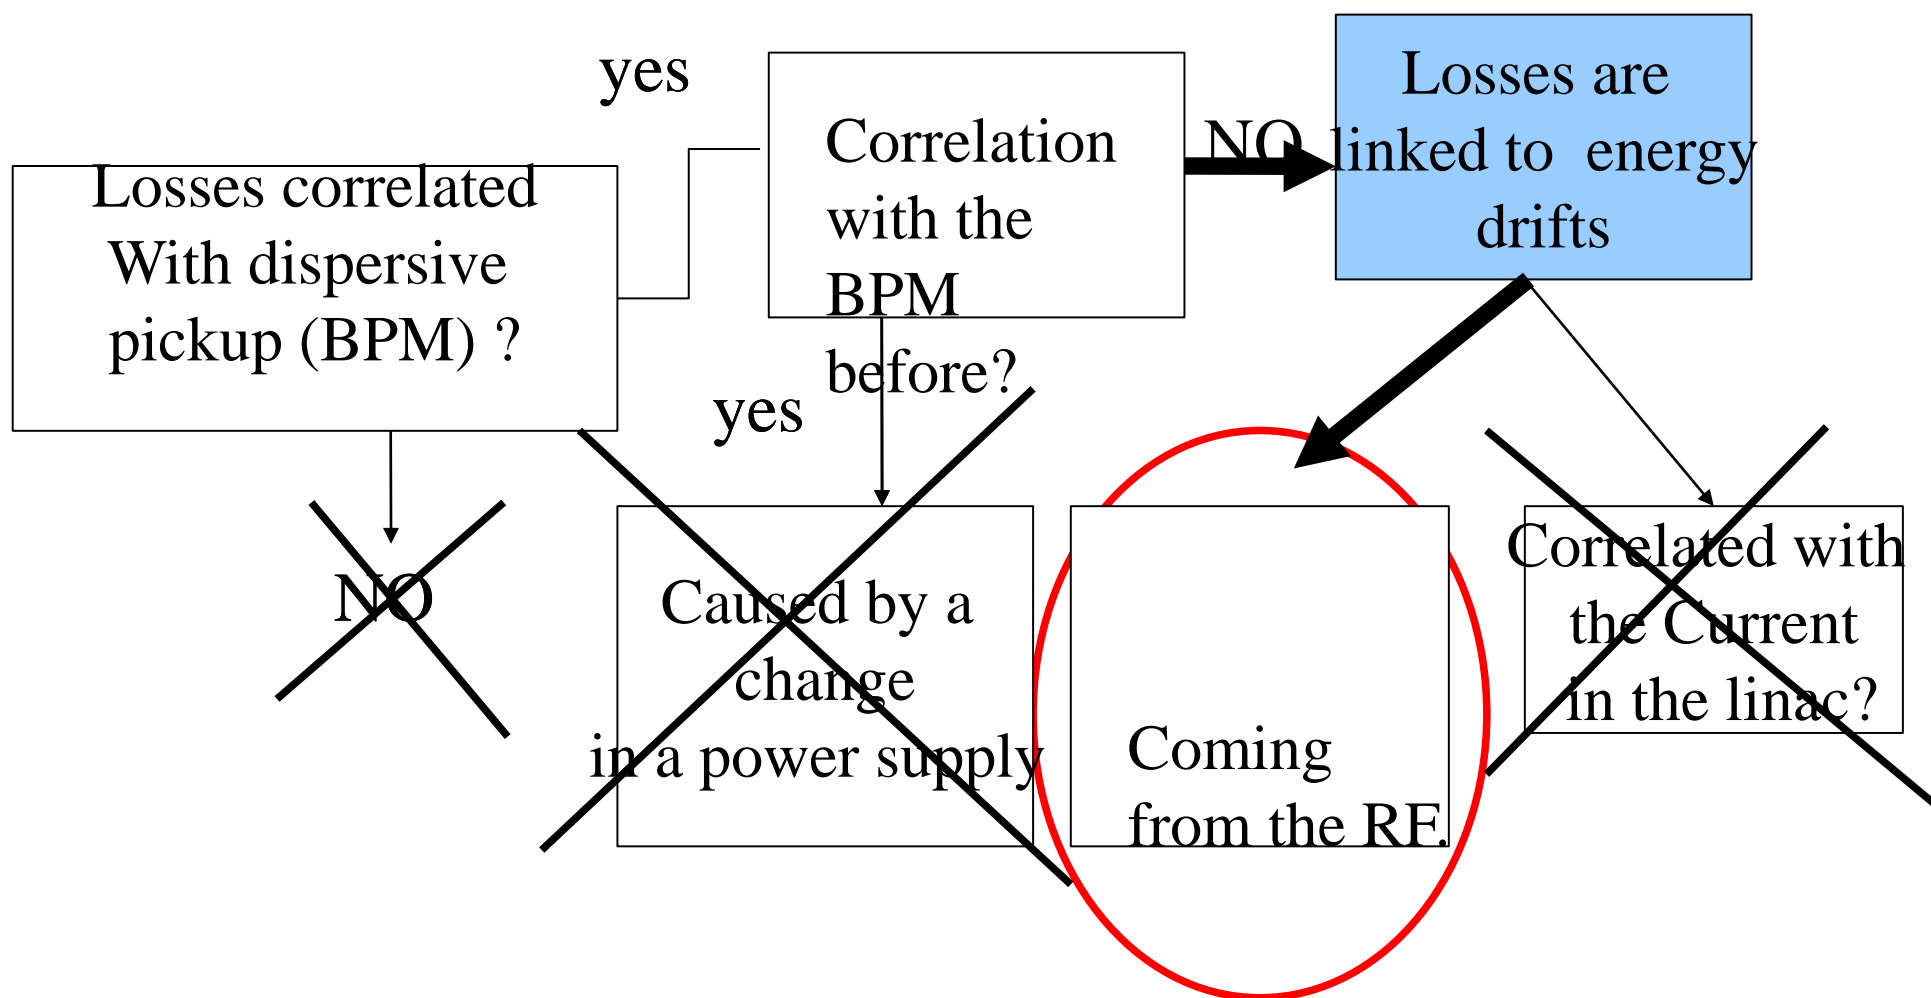 yes
Losses correlated
With dispersive
pickup (BPM) ?
Correlation
with the
BPM
before?
NO
Losses are
linked to energy
drifts
yes
NO
Caused by a
change
in a power supply
Coming
from the RF.
Correlated with
the Current
in the linac?